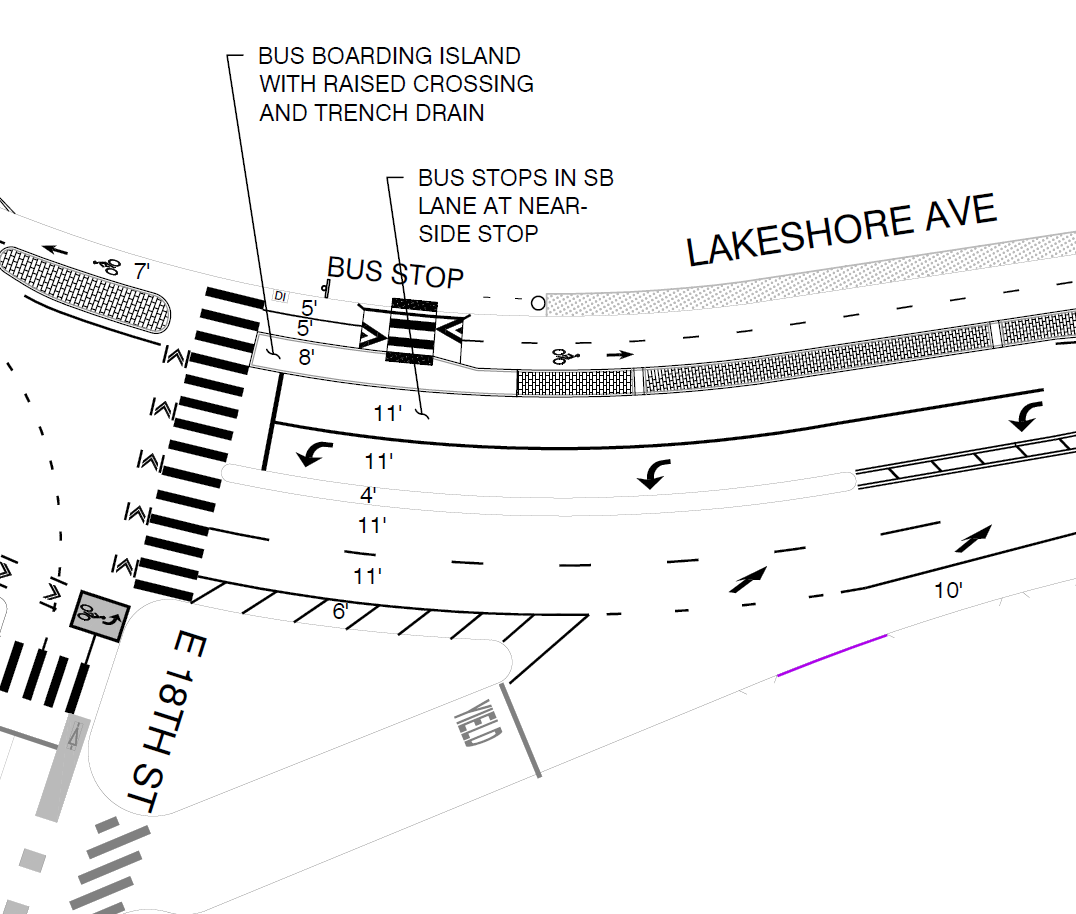 BUS BOARDING ISLAND
WITH RAISED CROSSING
AND TRENCH DRAIN
BUS STOPS IN SB
LANE AT NEAR-
SIDE STOP
LAKESHORE AVE
BUS STOP
7'
DI
5'
5'
8'
11'
11'
4'
11'
11'
6'
10'
E 18TH ST
YIELD